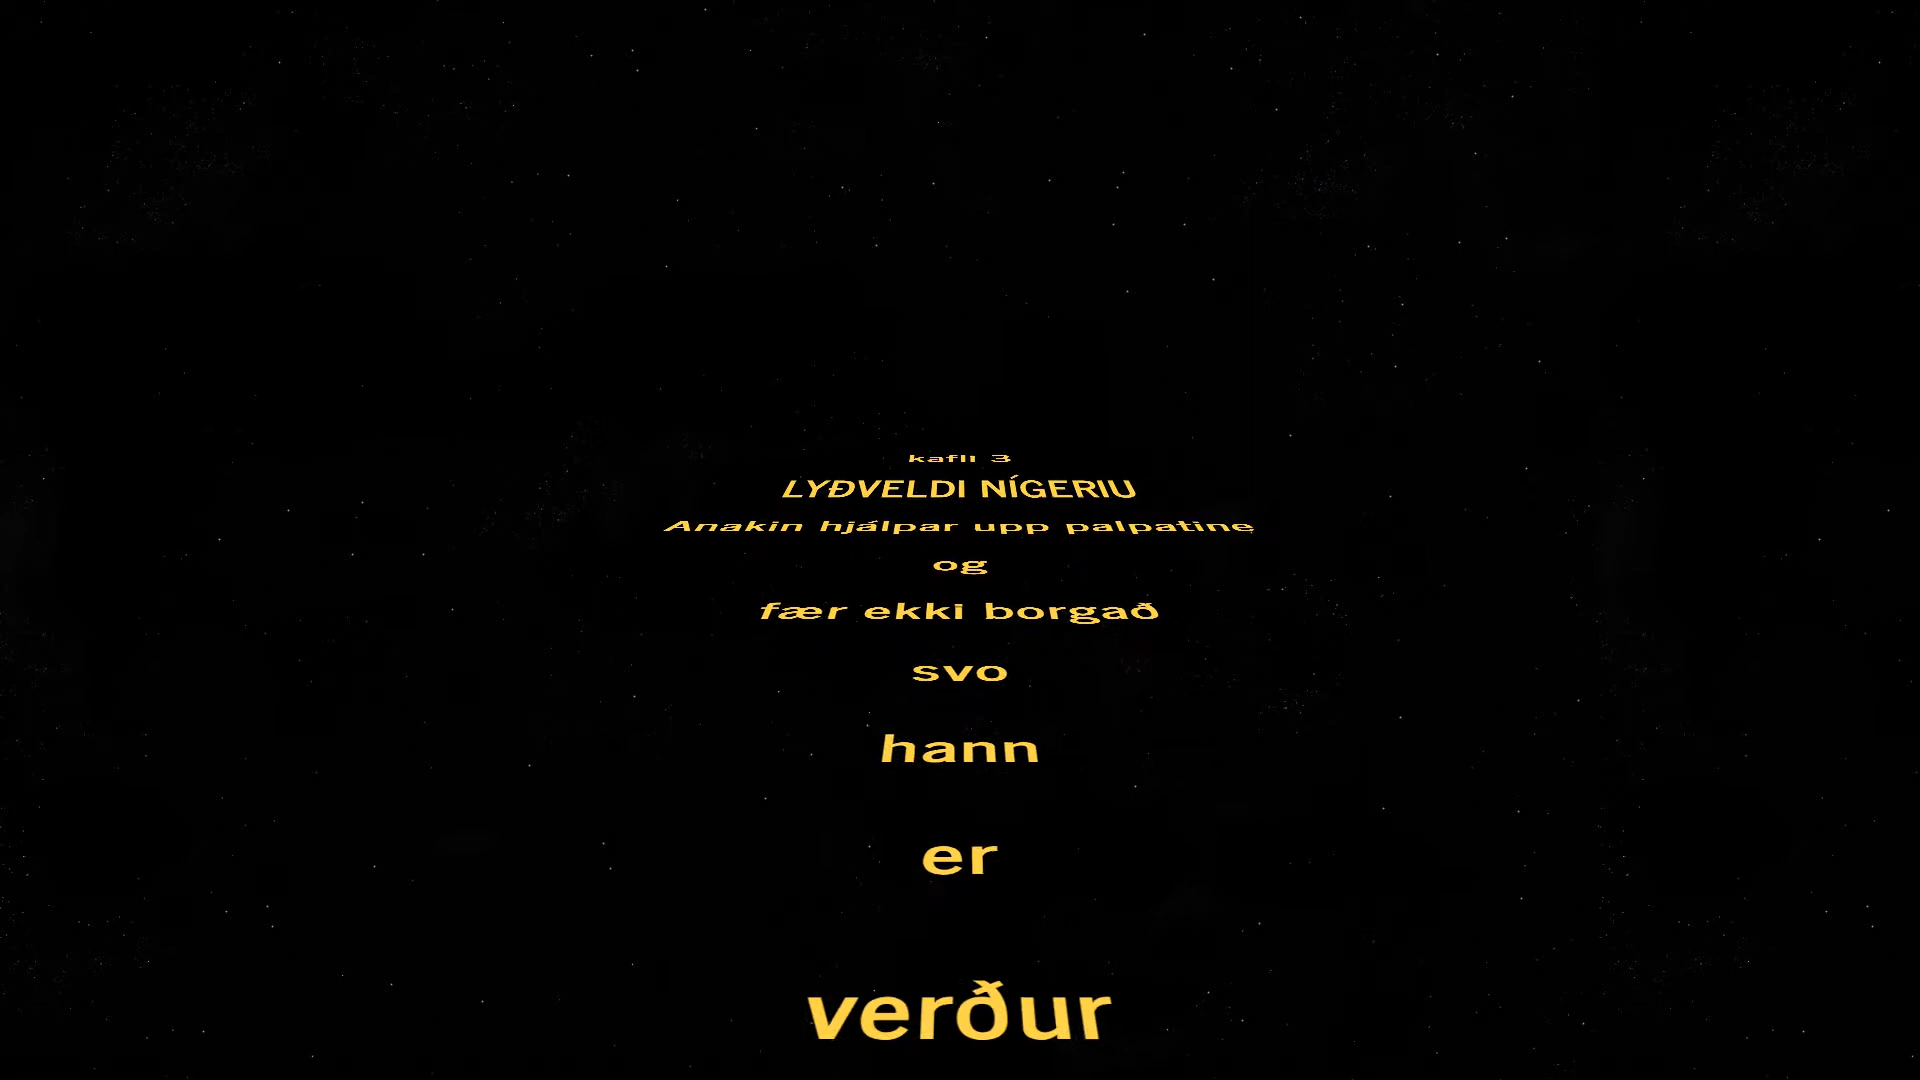 kafli 3
LYÐVELDI NÍGERIU
Anakin hjálpar upp palpatine
og
fær ekki borgað
svo
hann
er
verður